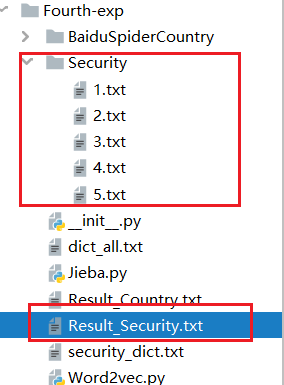 Fourth-exp
BaiduSpiderCountry
Security
1.txt
2.txt
3.txt
4.txt
5.txt
__init__.py
dict_all.txt
Jieba.py
Result_Country.txt
Result_Security.txt
security_dict.txt
Word2vec.py